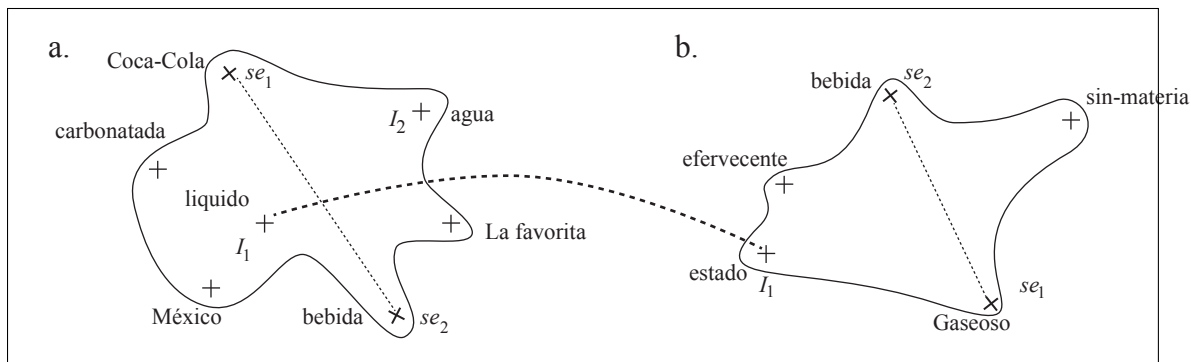 a.
Coca-Cola
se1
carbonatada
I2
agua
liquido
I1
La favorita
México
bebida
se2
b.
bebida
se2
sin-materia
efervecente
estado
I1
se1
Gaseoso